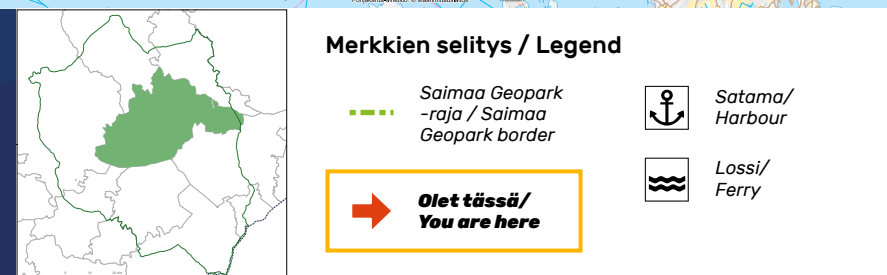 Merkkien selitys / Legend
Saimaa Geopark
-raja / Saimaa
Geopark border
Olet tässä/
You are here
Satama/
Harbour
Lossi/
Ferry